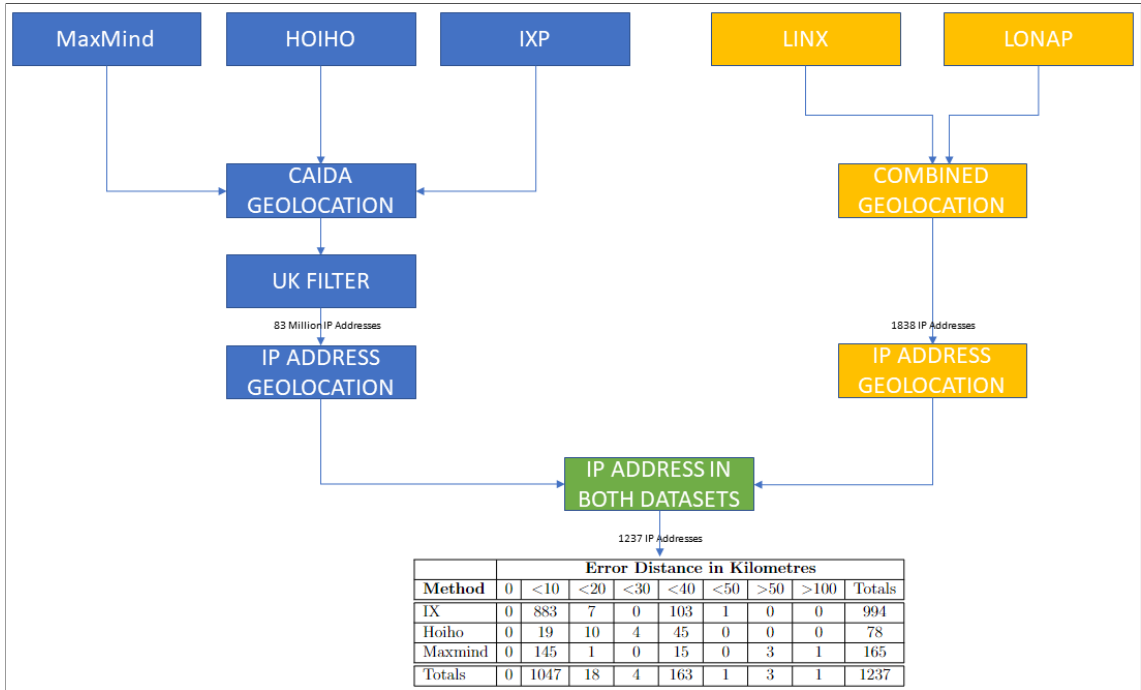 MaxMind
HOIHO
IXP
LINX
LONAP
CAIDA
GEOLOCATION
COMBINED
GEOLOCATION
UK FILTER
83 Million IP Addresses
1838 IP Addresses
IP ADDRESS
GEOLOCATION
IP ADDRESS
GEOLOCATION
IP ADDRESS IN
BOTH DATASETS
1237 IP Addresses
Error Distance in Kilometres
Method 0 <10 <20 <30 <40 <50 >50 >100 Totals
IX 0 883 7 0 103 1 0 0 994
Hoiho 0 19 10 4 45 0 0 0 78
Maxmind 0 145 1 0 15 0 3 1 165
Totals 0 1047 18 4 163 1 3 1 1237